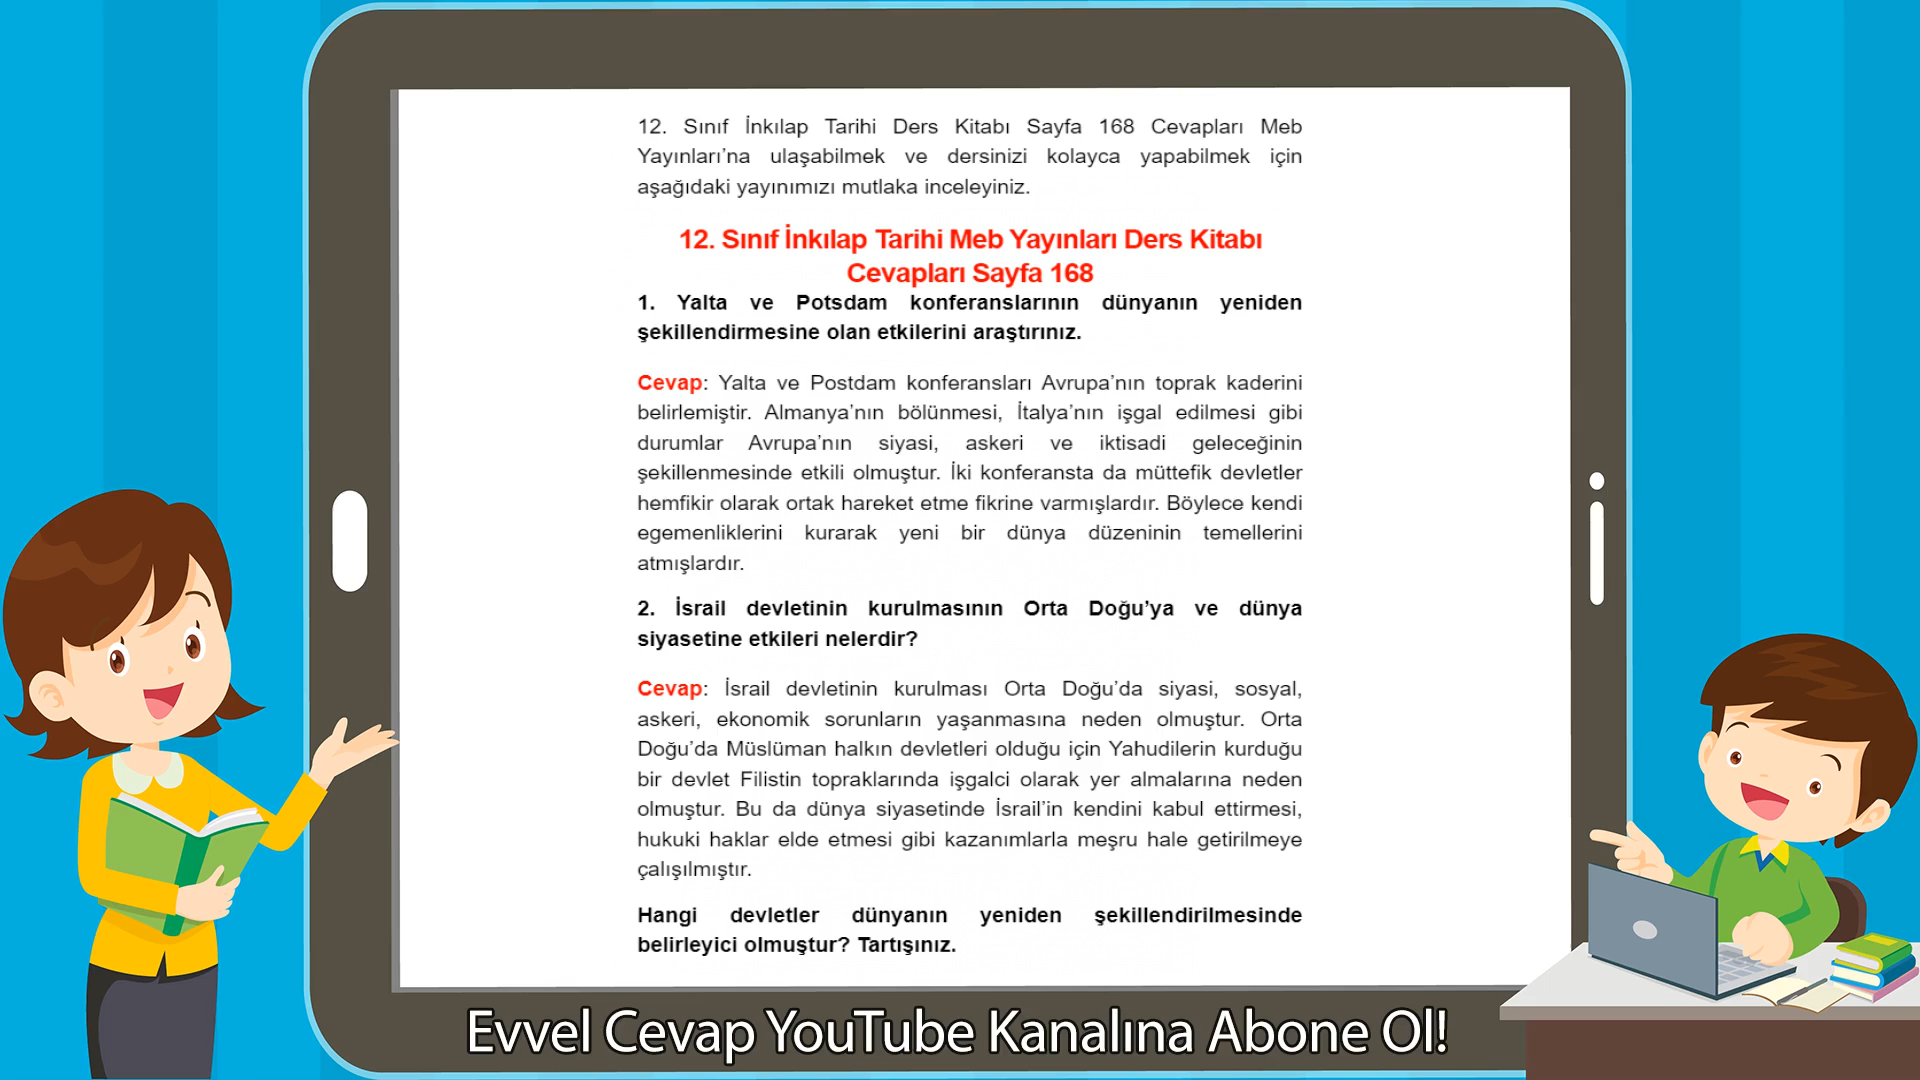 12. Sınıf İnkılap Tarihi Ders Kitabı Sayfa 168 Cevapları Meb
Yayınları’na ulaşabilmek ve dersinizi kolayca yapabilmek için
aşağıdaki yayınımızı mutlaka inceleyiniz.
12. Sınıf İnkılap Tarihi Meb Yayınları Ders Kitabı
Cevapları Sayfa 168
1. Yalta ve Potsdam konferanslarının dünyanın yeniden
şekillendirmesine olan etkilerini araştırınız.
Cevap: Yalta ve Postdam konferansları Avrupa’nın toprak kaderini
belirlemiştir. Almanya’nın bölünmesi, İtalya’nın işgal edilmesi gibi
durumlar Avrupa’nın siyasi, askeri ve iktisadi geleceğinin
şekillenmesinde etkili olmuştur. İki konferansta da müttefik devletler
hemfikir olarak ortak hareket etme fikrine varmışlardır. Böylece kendi
egemenliklerini kurarak yeni bir dünya düzeninin temellerini
atmışlardır.
2. İsrail devletinin kurulmasının Orta Doğu’ya ve dünya
siyasetine etkileri nelerdir?
Cevap: İsrail devletinin kurulması Orta Doğu’da siyasi, sosyal,
askeri, ekonomik sorunların yaşanmasına neden olmuştur. Orta
Doğu’da Müslüman halkın devletleri olduğu için Yahudilerin kurduğu
bir devlet Filistin topraklarında işgalci olarak yer almalarına neden
olmuştur. Bu da dünya siyasetinde İsrail’in kendini kabul ettirmesi,
hukuki haklar elde etmesi gibi kazanımlarla meşru hale getirilmeye
çalışılmıştır.
Hangi devletler dünyanın yeniden şekillendirilmesinde
belirleyici olmuştur? Tartışınız.
Evvel Cevap YouTube Kanalına Abone Ol!